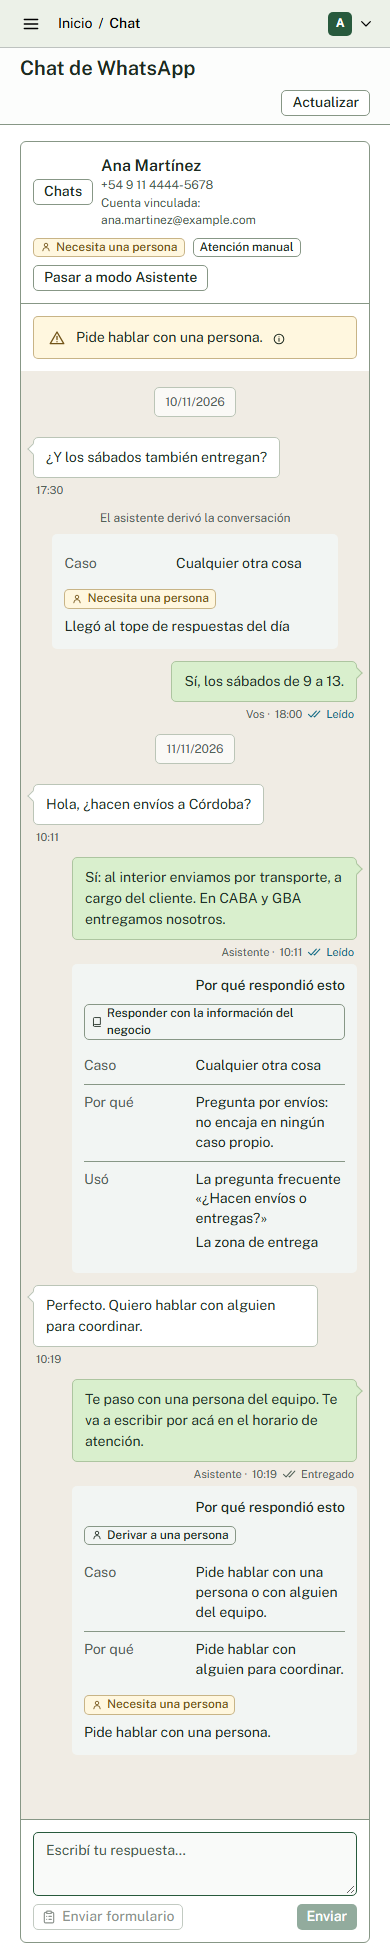 Inicio / Chat
A
Chat de WhatsApp
Actualizar
Chats
Ana Martínez
+54 9 11 4444-5678
Cuenta vinculada:
ana.martinez@example.com
Necesita una persona
Atención manual
Pasar a modo Asistente
Pide hablar con una persona.
10/11/2026
¿Y los sábados también entregan?
17:30
El asistente derivó la conversación
Caso Cualquier otra cosa
Necesita una persona
Llegó al tope de respuestas del día
Sí, los sábados de 9 a 13.
Vos · 18:00 Leído
11/11/2026
Hola, ¿hacen envíos a Córdoba?
10:11
Sí: al interior enviamos por transporte, a
cargo del cliente. En CABA y GBA
entregamos nosotros.
Asistente · 10:11 Leído
Por qué respondió esto
Responder con la información del
negocio
Caso Cualquier otra cosa
Por qué Pregunta por envíos:
no encaja en ningún
caso propio.
Usó La pregunta frecuente
«¿Hacen envíos o
entregas?»
La zona de entrega
Perfecto. Quiero hablar con alguien
para coordinar.
10:19
Te paso con una persona del equipo. Te
va a escribir por acá en el horario de
atención.
Asistente · 10:19 Entregado
Por qué respondió esto
Derivar a una persona
Caso Pide hablar con una
persona o con alguien
del equipo.
Por qué Pide hablar con
alguien para coordinar.
Necesita una persona
Pide hablar con una persona.
Escribí tu respuesta...
Enviar formulario
Enviar